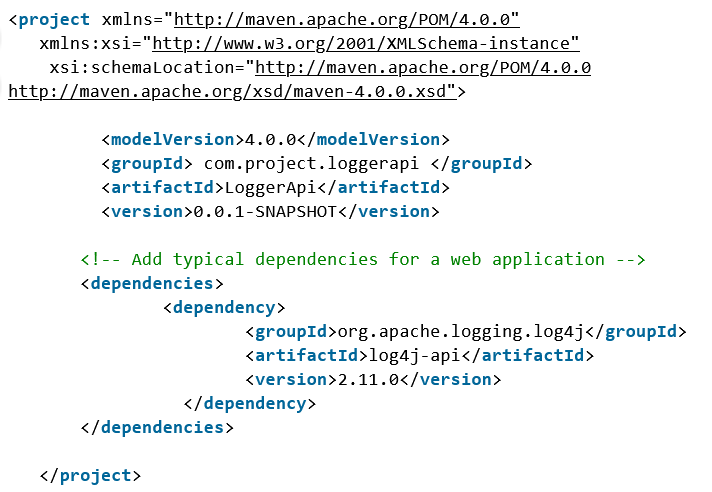 <project xmlns="http://maven.apache.org/POM/4.0.0"
xmlns:xsi="http://www.w3.org/2001/XMLSchema-instance"
xsi:schemaLocation="http://maven.apache.org/POM/4.0.0
http://maven.apache.org/xsd/maven-4.0.0.xsd">
<modelVersion>4.0.0</modelVersion>
<groupId> com.project.loggerapi </groupId>
<artifactId>LoggerApi</artifactId>
<version>0.0.1-SNAPSHOT</version>
<!-- Add typical dependencies for a web application -->
<dependencies>
<dependency>
<groupId>org.apache.logging.log4j</groupId>
<artifactId>log4j-api</artifactId>
<version>2.11.0</version>
</dependency>
</dependencies>
</project>